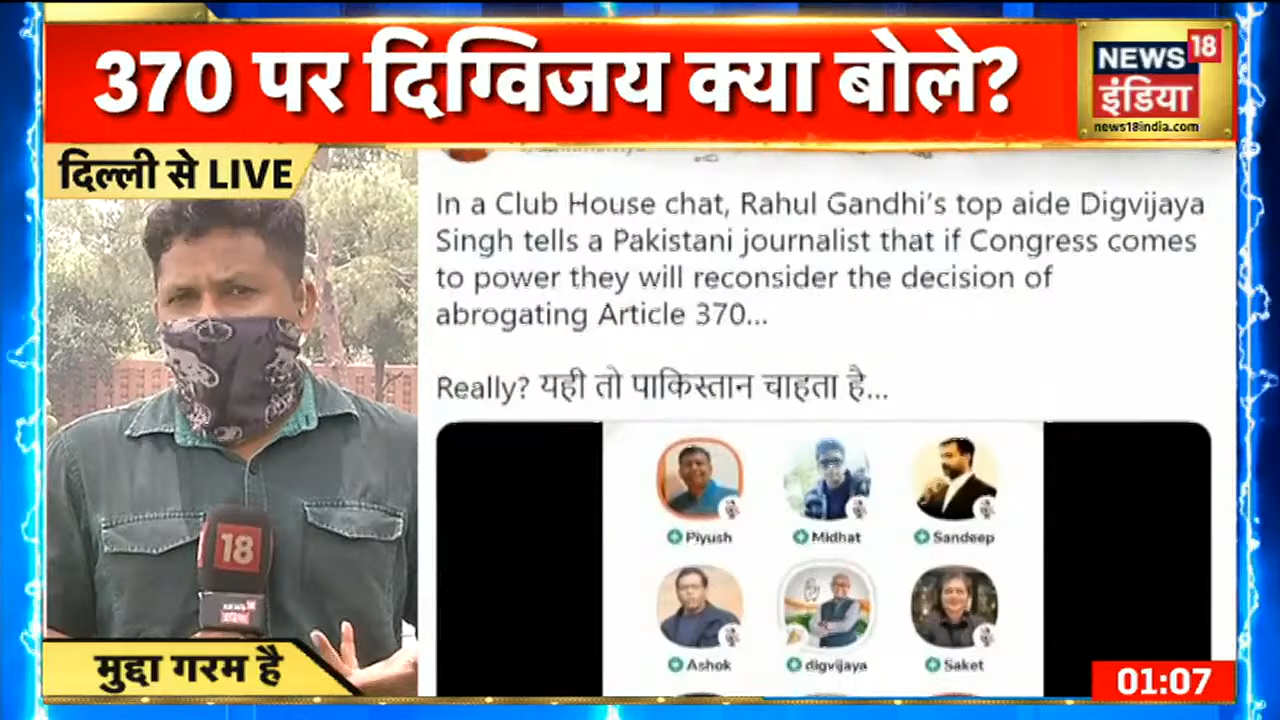 370 पर दिग्विजय क्या बोले?
NEWS 18
इंडिया
news18india.com
दिल्ली से LIVE
In a Club House chat, Rahul Gandhi's top aide Digvijaya
Singh tells a Pakistani journalist that if Congress comes
to power they will reconsider the decision of
abrogating Article 370...
Really? यही तो पाकिस्तान चाहता है...
Piyush
Midhat
Sandeep
18
Ashok
digvijaya
Saket
मुद्दा गरम है
01:07